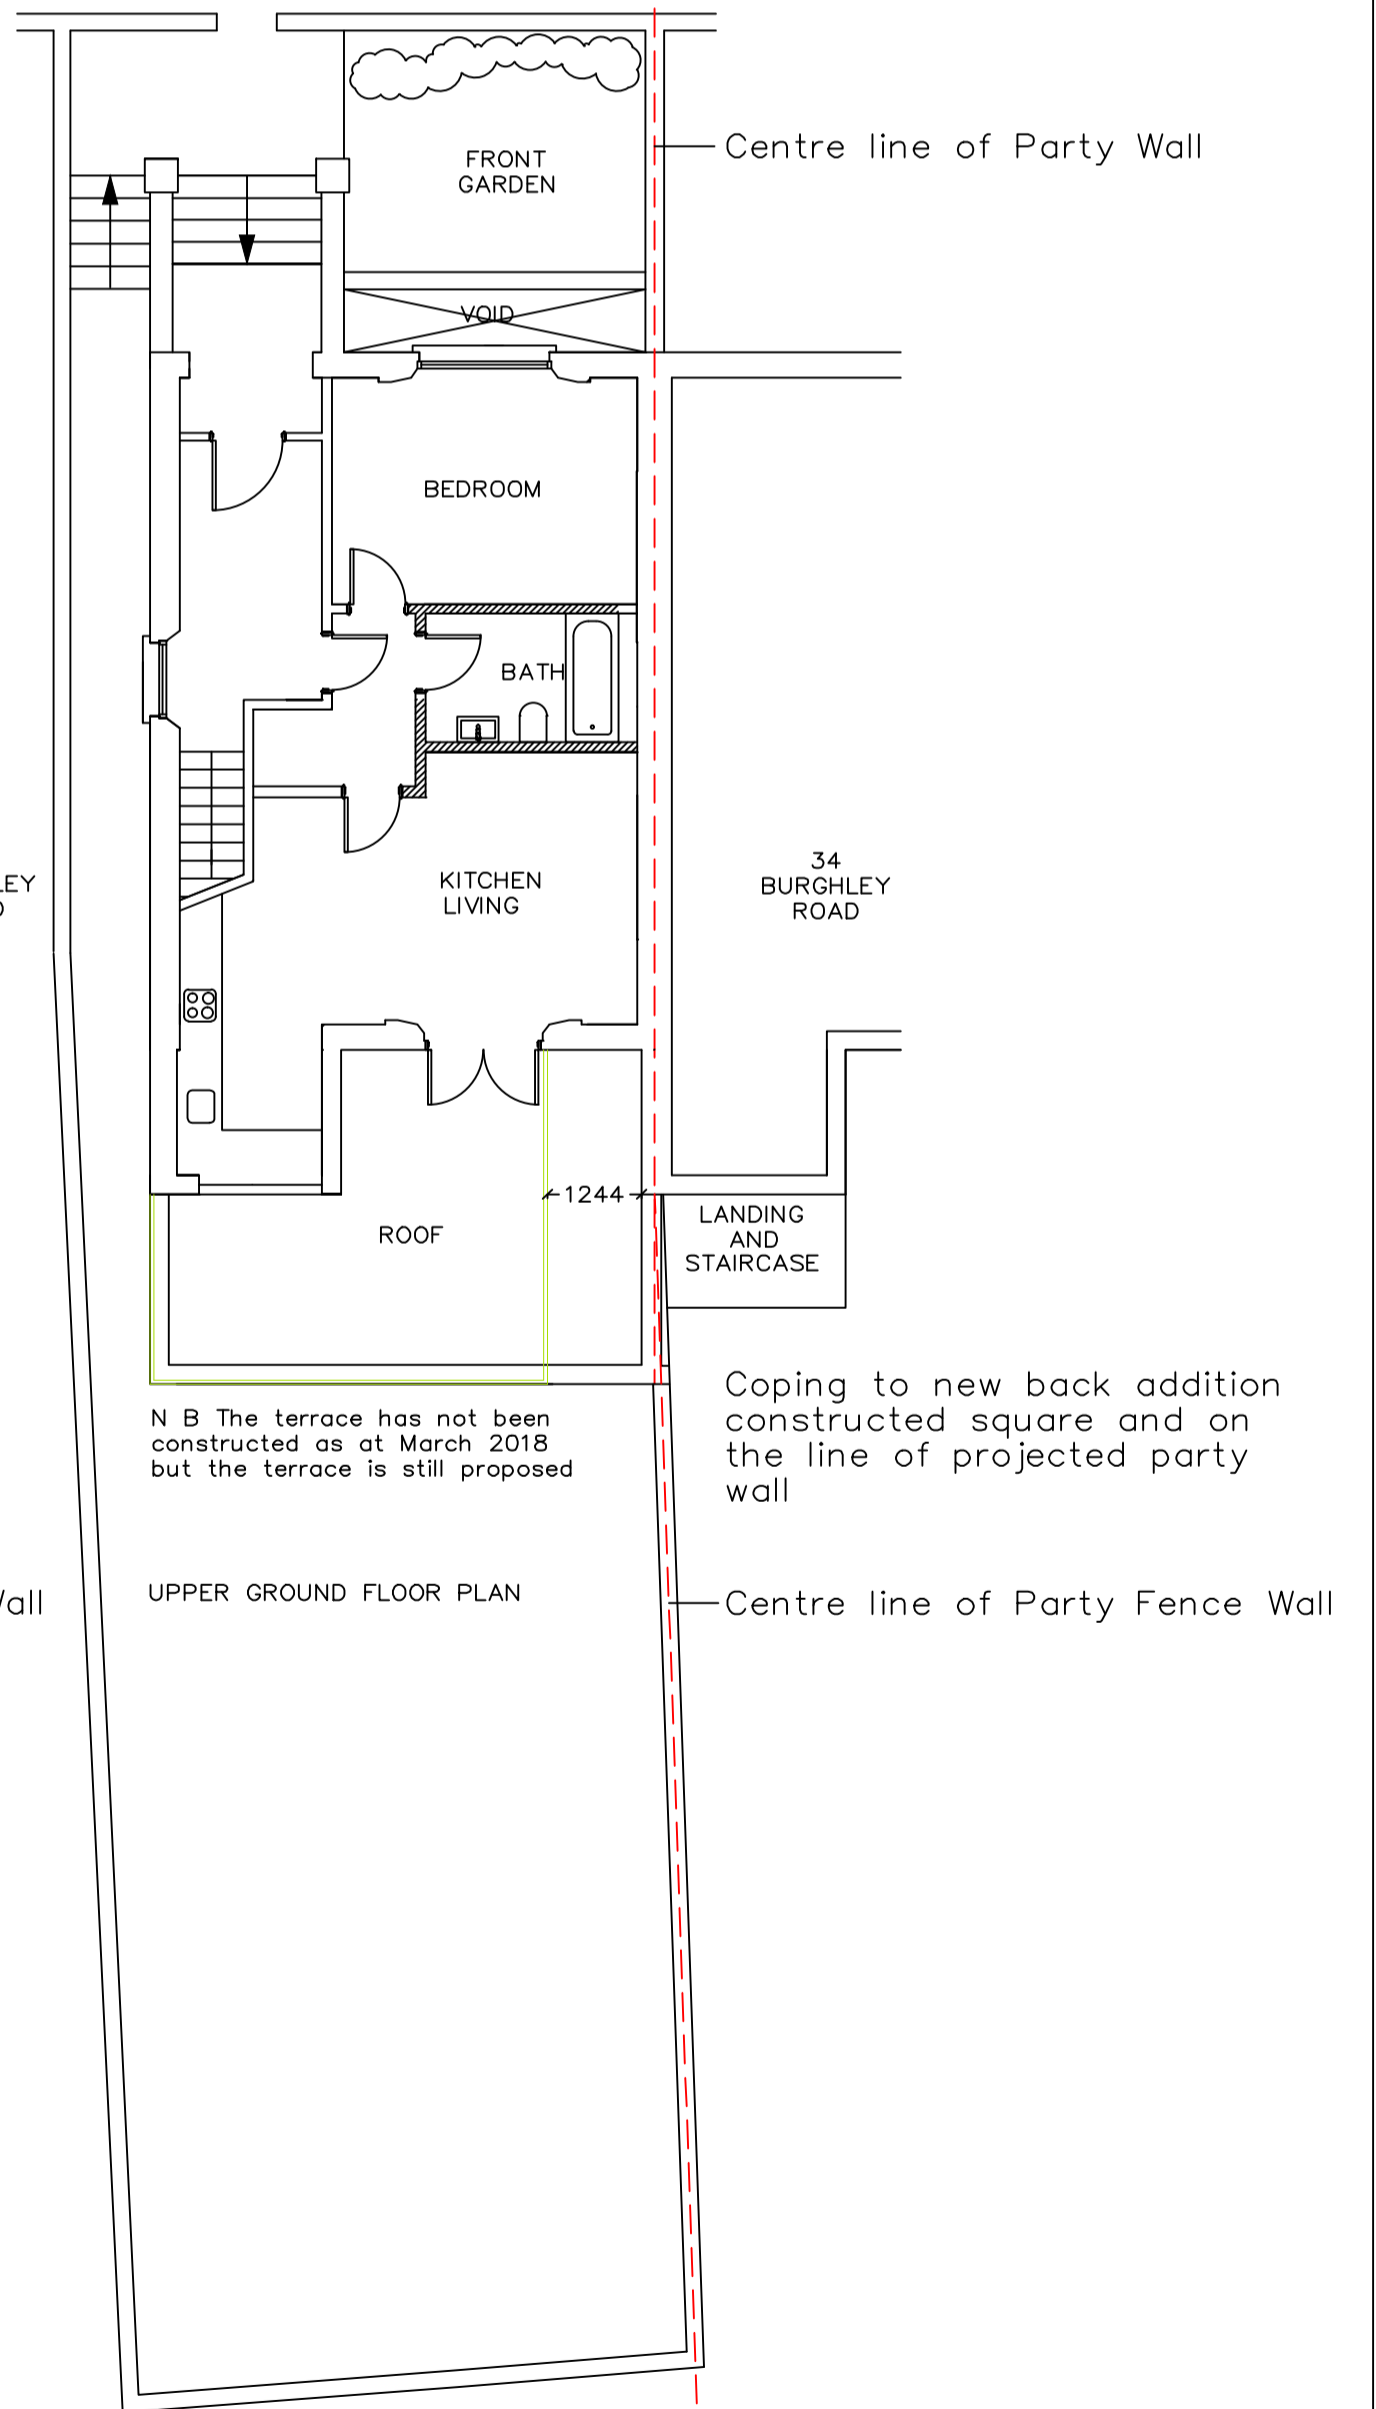 FRONT
GARDEN
Centre line of Party Wall
VOID
BEDROOM
BATH
KITCHEN
LIVING
34
BURGHLEY
ROAD
1244
ROOF
LANDING
AND
STAIRCASE
Coping to new back addition
constructed square and on
the line of projected party
wall
N B The terrace has not been
constructed as at March 2018
but the terrace is still proposed
UPPER GROUND FLOOR PLAN
Centre line of Party Fence Wall